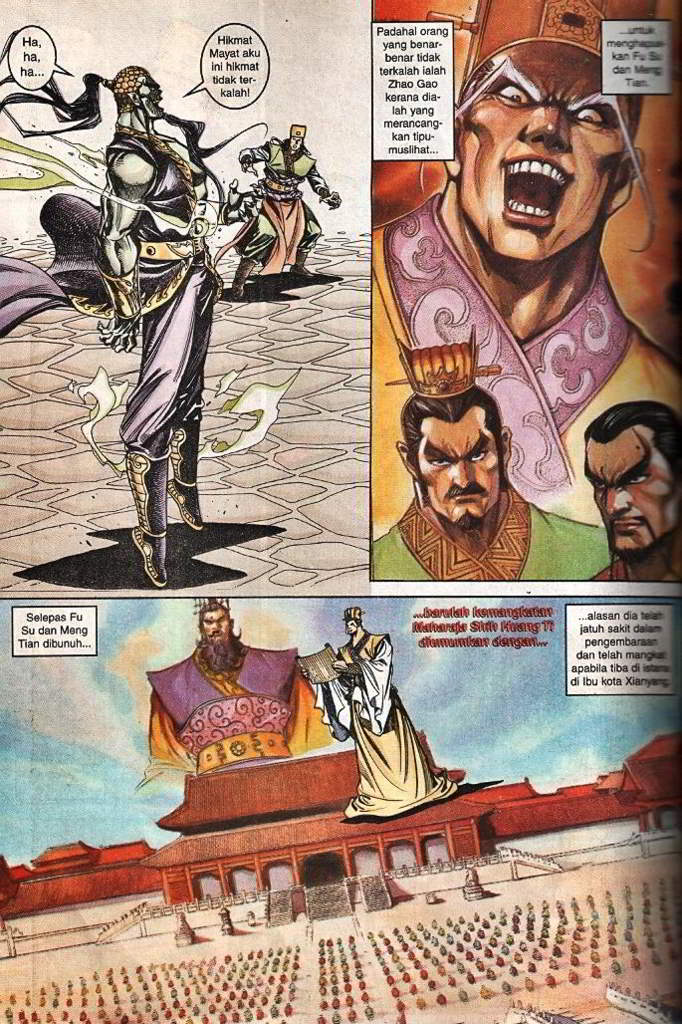 Ha,
ha,
ha...
Hikmat
Mayat aku
ini hikmat
tidak ter-
kalah!
Padahal orang
yang benar-
benar tidak
terkalah ialah
Zhao Gao
kerana dia-
lah yang
merancang-
kan tipu-
muslihat...
...untuk
menghapus-
kan Fu Su
dan Meng
Tian.
Selepas Fu
Su dan Meng
Tian dibunuh...
...barulah kemangkatan
Maharaja Shih Huang Ti
diumumkan dengan...
...alasan dia telah
jatuh sakit dalam
pengembaraan
dan telah mangkat
apabila tiba di istana
di Ibu kota Xianyang.